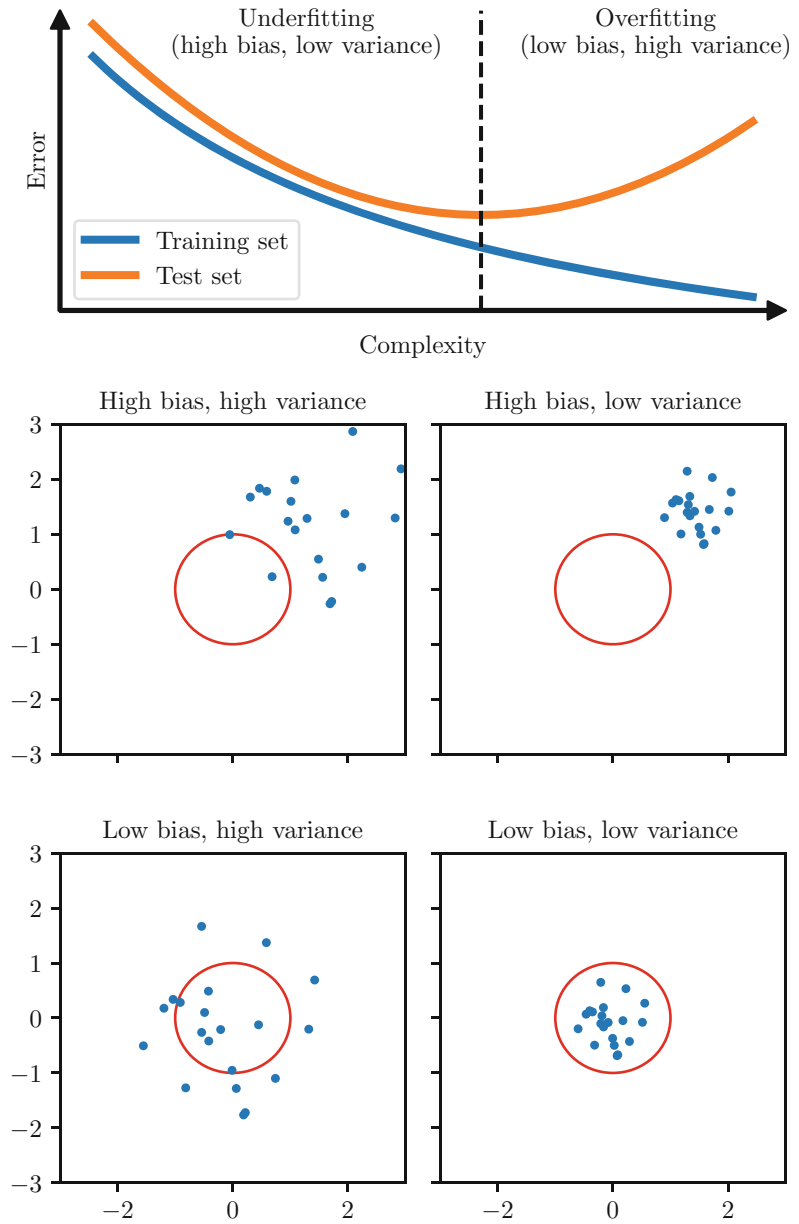 Underfitting
(high bias, low variance)
Overfitting
(low bias, high variance)
Error
Training set
Test set
Complexity
High bias, high variance
High bias, low variance
3
2
1
0
−1
−2
−3
Low bias, high variance
Low bias, low variance
3
2
1
0
−1
−2
−3
−2 0 2
−2 0 2